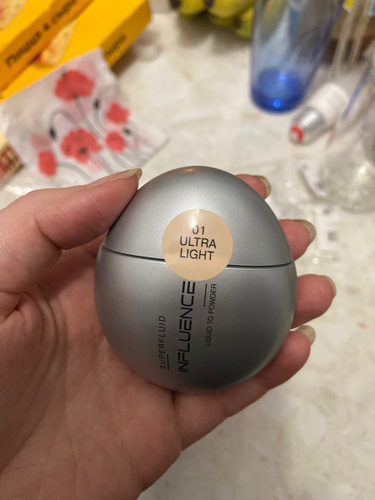 01
ULTRA
LIGHT
SUPERFLUID
INFLUENCE
LIQUID TO POWDER